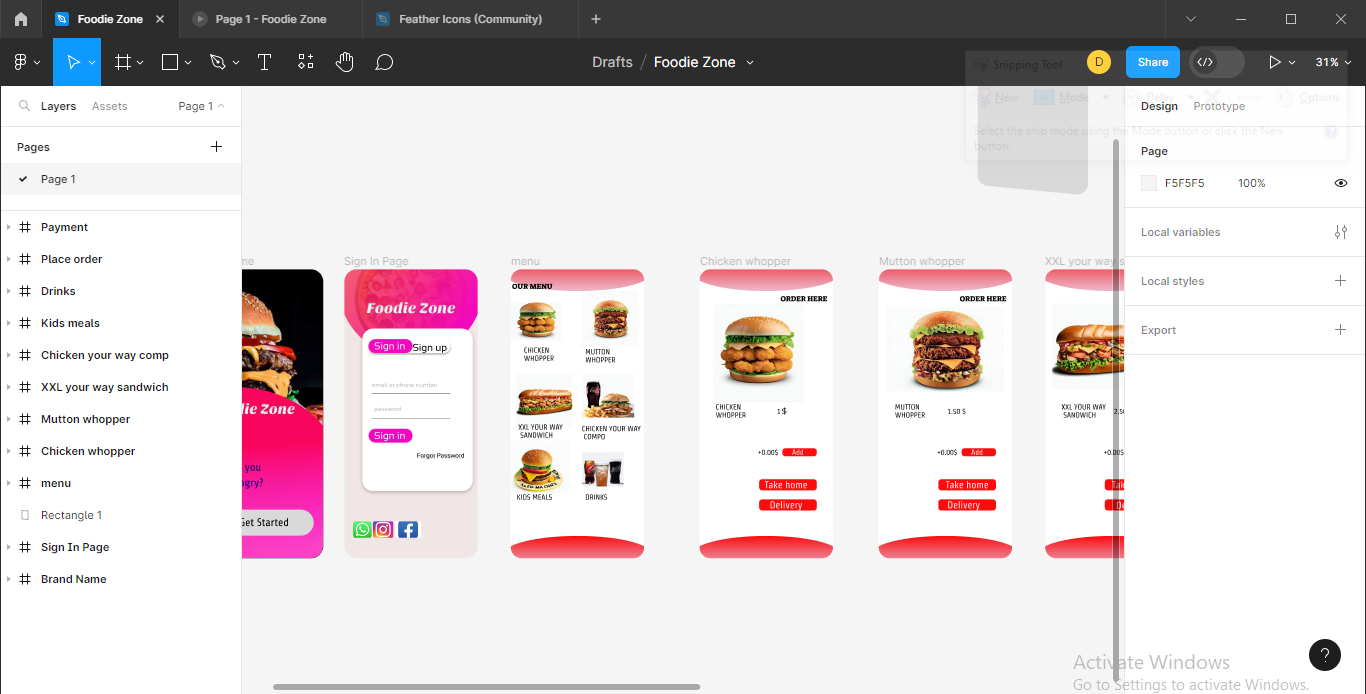 Foodie Zone
Page 1 - Foodie Zone
Feather Icons (Community)
Drafts / Foodie Zone
D
Share
31%
Snipping Tool
New Mode Delay Options
Select the snip mode using the Mode button or click the New
button.
Layers Assets Page 1
Pages
Page 1
Payment
Place order
Drinks
Kids meals
Chicken your way comp
XXL your way sandwich
Mutton whopper
Chicken whopper
menu
Rectangle 1
Sign In Page
Brand Name
me
lie Zone
you
ngry?
Get Started
Sign In Page
Foodie Zone
Sign in Sign up
email or phone number
password
Sign in
Forgot Password
menu
OUR MENU
CHICKEN
WHOPPER
MUTTON
WHOPPER
XXL YOUR WAY
SANDWICH
CHICKEN YOUR WAY
COMPO
KIDS MEALS
DRINKS
Chicken whopper
ORDER HERE
CHICKEN
WHOPPER
1 $
+0.00$ Add
Take home
Delivery
Mutton whopper
ORDER HERE
MUTTON
WHOPPER
1.50 $
+0.00$ Add
Take home
Delivery
XXL your way s
XXL YOUR WAY
SANDWICH
2.5
+0.00$
Tak
De
Design Prototype
Page
F5F5F5 100%
Local variables
Local styles
Export
?
Activate Windows
Go to Settings to activate Windows.